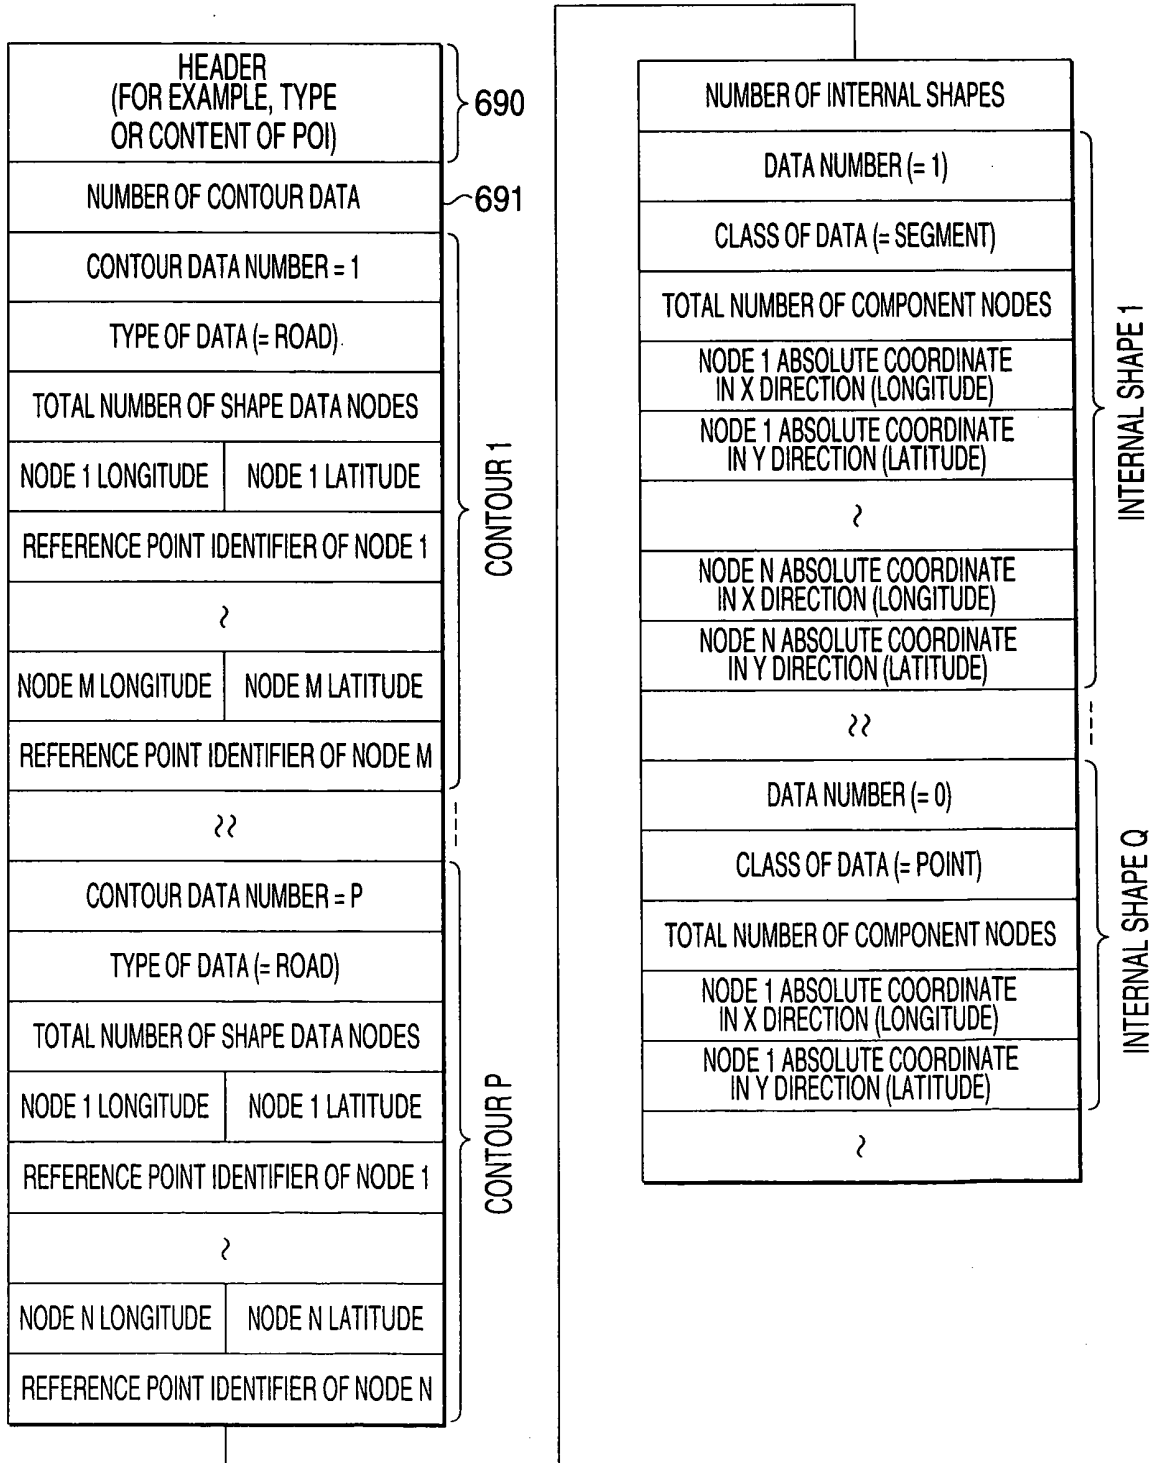 HEADER
(FOR EXAMPLE, TYPE
OR CONTENT OF POI)
690
NUMBER OF CONTOUR DATA
691
CONTOUR DATA NUMBER = 1
TYPE OF DATA (= ROAD)
TOTAL NUMBER OF SHAPE DATA NODES
NODE 1 LONGITUDE
NODE 1 LATITUDE
REFERENCE POINT IDENTIFIER OF NODE 1
~
NODE M LONGITUDE
NODE M LATITUDE
REFERENCE POINT IDENTIFIER OF NODE M
CONTOUR 1
~~
CONTOUR DATA NUMBER = P
TYPE OF DATA (= ROAD)
TOTAL NUMBER OF SHAPE DATA NODES
NODE 1 LONGITUDE
NODE 1 LATITUDE
REFERENCE POINT IDENTIFIER OF NODE 1
~
NODE N LONGITUDE
NODE N LATITUDE
REFERENCE POINT IDENTIFIER OF NODE N
CONTOUR P
NUMBER OF INTERNAL SHAPES
DATA NUMBER (= 1)
CLASS OF DATA (= SEGMENT)
TOTAL NUMBER OF COMPONENT NODES
NODE 1 ABSOLUTE COORDINATE
IN X DIRECTION (LONGITUDE)
NODE 1 ABSOLUTE COORDINATE
IN Y DIRECTION (LATITUDE)
~
NODE N ABSOLUTE COORDINATE
IN X DIRECTION (LONGITUDE)
NODE N ABSOLUTE COORDINATE
IN Y DIRECTION (LATITUDE)
INTERNAL SHAPE 1
~~
DATA NUMBER (= 0)
CLASS OF DATA (= POINT)
TOTAL NUMBER OF COMPONENT NODES
NODE 1 ABSOLUTE COORDINATE
IN X DIRECTION (LONGITUDE)
NODE 1 ABSOLUTE COORDINATE
IN Y DIRECTION (LATITUDE)
INTERNAL SHAPE Q
~